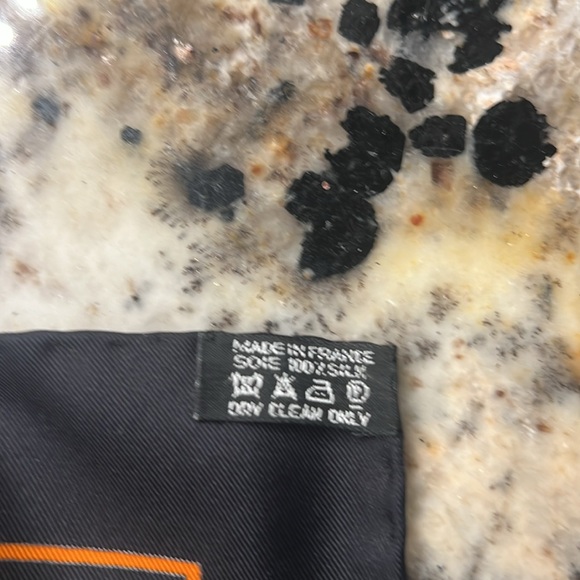 MADE IN FRANCE
SOIE 100% SILK
P
DRY CLEAN ONLY